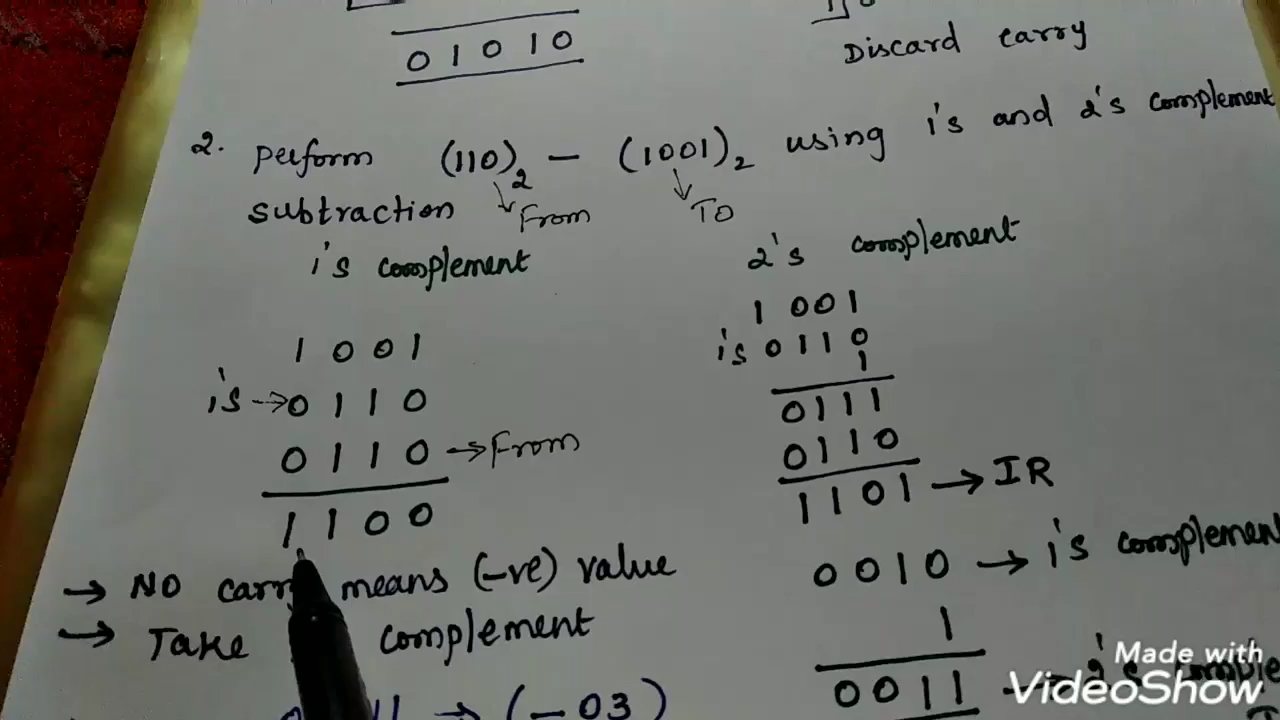 01010
Discard carry
2. Perform (110)2 — (1001)2 using 1's and 2's complement
subtraction From To
1's complement
1001
1's → 0110
0110 → From
1100
→ NO means (-ve) value
→ Take complement
→ (-03)
2's complement
1001
1's 0110
1
0111
0110
1101 → IR
0010 → 1's
1
0011
Made with
VideoShow